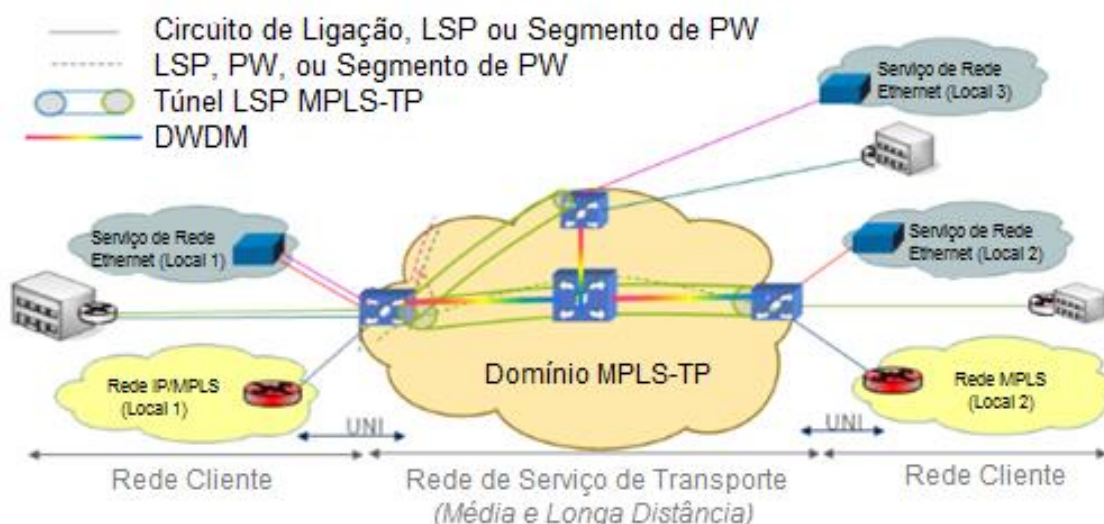 Circuito de Ligação, LSP ou Segmento de PW
LSP, PW, ou Segmento de PW
Túnel LSP MPLS-TP
DWDM
Serviço de Rede
Ethernet (Local 3)
Serviço de Rede
Ethernet (Local 1)
Serviço de Rede
Ethernet (Local 2)
Domínio MPLS-TP
Rede IP/MPLS
(Local 1)
Rede MPLS
(Local 2)
UNI
UNI
Rede Cliente
Rede de Serviço de Transporte
(Média e Longa Distância)
Rede Cliente